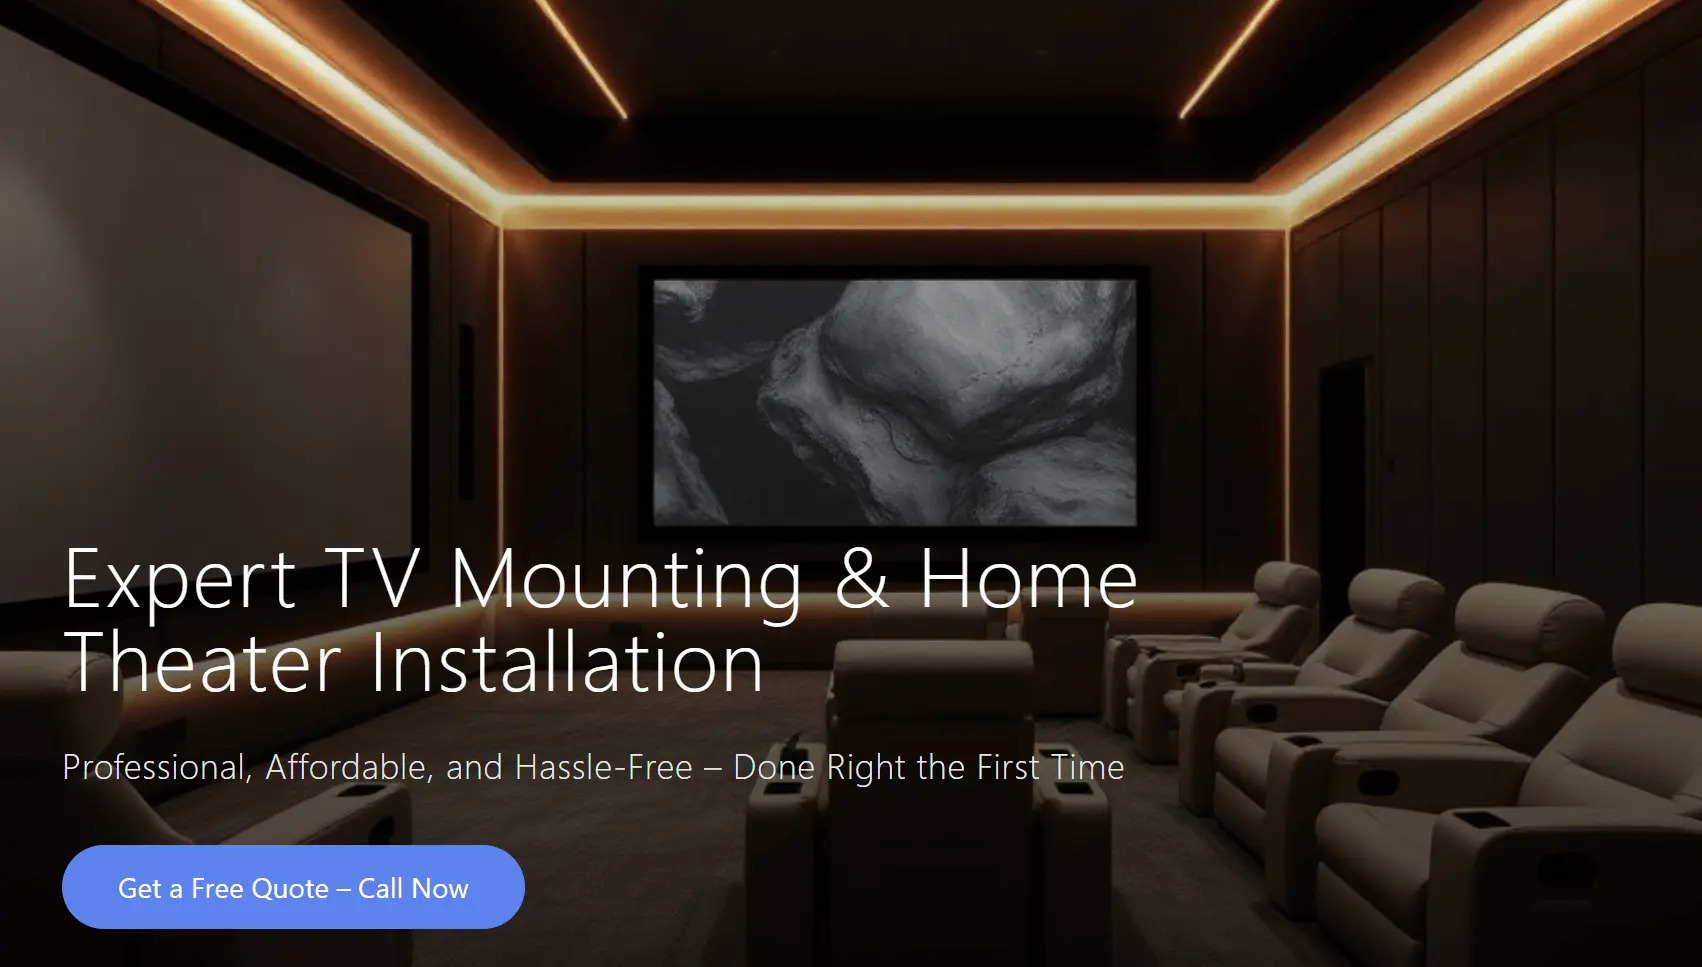 Expert TV Mounting & Home
Theater Installation
Professional, Affordable, and Hassle-Free – Done Right the First Time
Get a Free Quote – Call Now